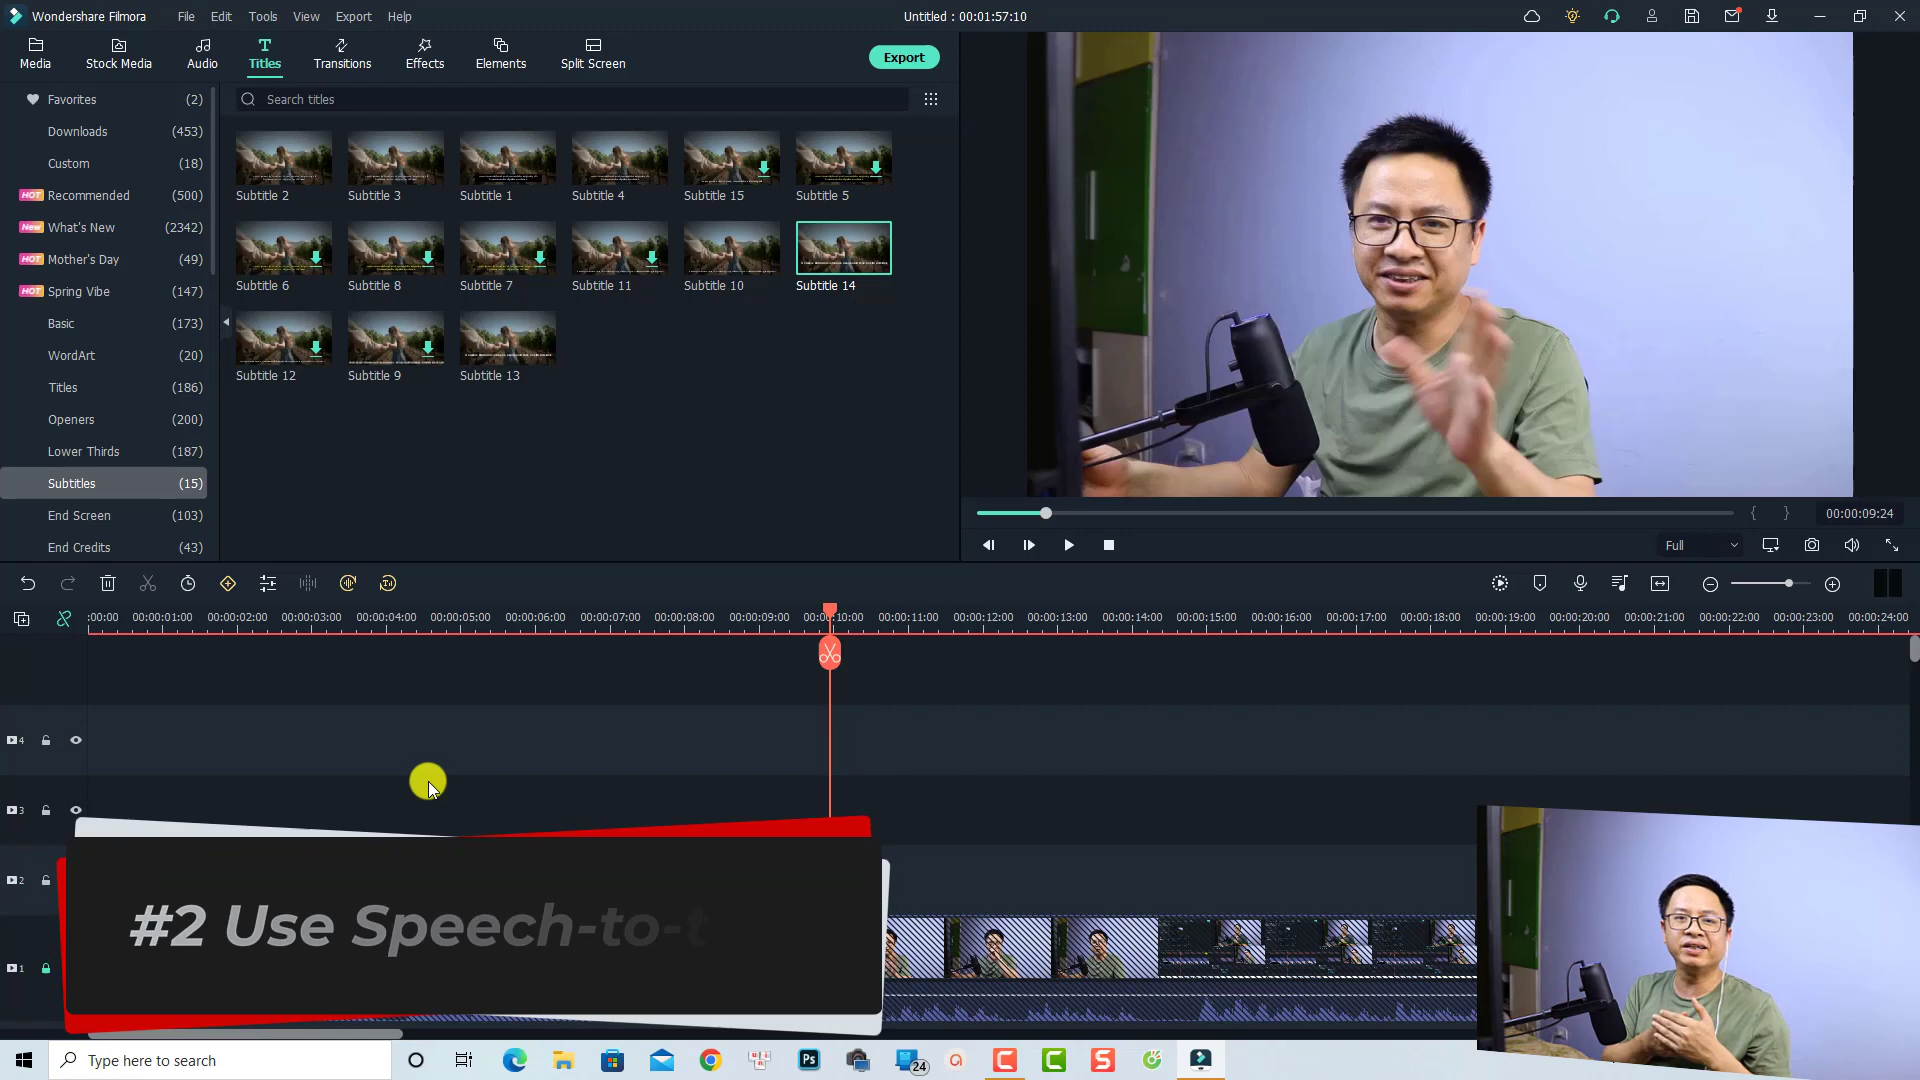 Wondershare Filmora
File Edit Tools View Export Help
Untitled : 00:01:57:10
Media Stock Media Audio Titles Transitions Effects Elements Split Screen
Export
Favorites (2)
Downloads (453)
Custom (18)
HOT Recommended (500)
New What's New (2342)
HOT Mother's Day (49)
HOT Spring Vibe (147)
Basic (173)
WordArt (20)
Titles (186)
Openers (200)
Lower Thirds (187)
Subtitles (15)
End Screen (103)
End Credits (43)
Search titles
Subtitle 2 Subtitle 3 Subtitle 1 Subtitle 4 Subtitle 15 Subtitle 5
Subtitle 6 Subtitle 8 Subtitle 7 Subtitle 11 Subtitle 10 Subtitle 14
Subtitle 12 Subtitle 9 Subtitle 13
00:00:09:24
Full
:00:00 00:00:01:00 00:00:02:00 00:00:03:00 00:00:04:00 00:00:05:00 00:00:06:00 00:00:07:00 00:00:08:00 00:00:09:00 00:00:10:00 00:00:11:00 00:00:12:00 00:00:13:00 00:00:14:00 00:00:15:00 00:00:16:00 00:00:17:00 00:00:18:00 00:00:19:00 00:00:20:00 00:00:21:00 00:00:22:00 00:00:23:00 00:00:24:00
4
3
2
1
#2 Use Speech-to-t
Type here to search
Ps
24